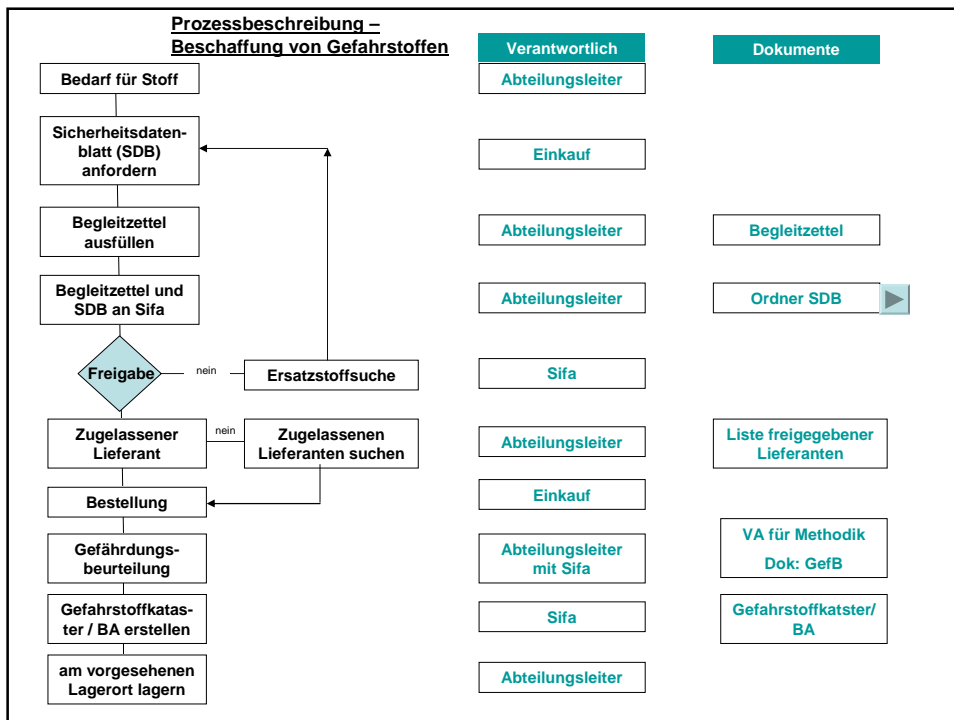 Prozessbeschreibung –
Beschaffung von Gefahrstoffen
Verantwortlich
Dokumente
Bedarf für Stoff
Abteilungsleiter
Sicherheitsdaten-
blatt (SDB)
anfordern
Einkauf
Begleitzettel
ausfüllen
Abteilungsleiter
Begleitzettel
Begleitzettel und
SDB an Sifa
Abteilungsleiter
Ordner SDB
Freigabe
nein
Ersatzstoffsuche
Sifa
Zugelassener
Lieferant
nein
Zugelassenen
Lieferanten suchen
Abteilungsleiter
Liste freigegebener
Lieferanten
Bestellung
Einkauf
Gefährdungs-
beurteilung
Abteilungsleiter
mit Sifa
VA für Methodik
Dok: GefB
Gefahrstoffkatas-
ter / BA erstellen
Sifa
Gefahrstoffkatster/
BA
am vorgesehenen
Lagerort lagern
Abteilungsleiter